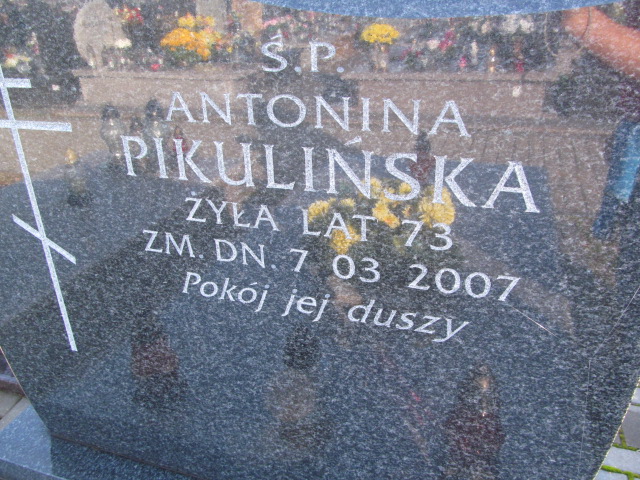 Ś.P.
ANTONINA
PIKULIŃSKA
ŻYŁA LAT 73
ZM. DN. 7 03 2007
Pokój jej duszy